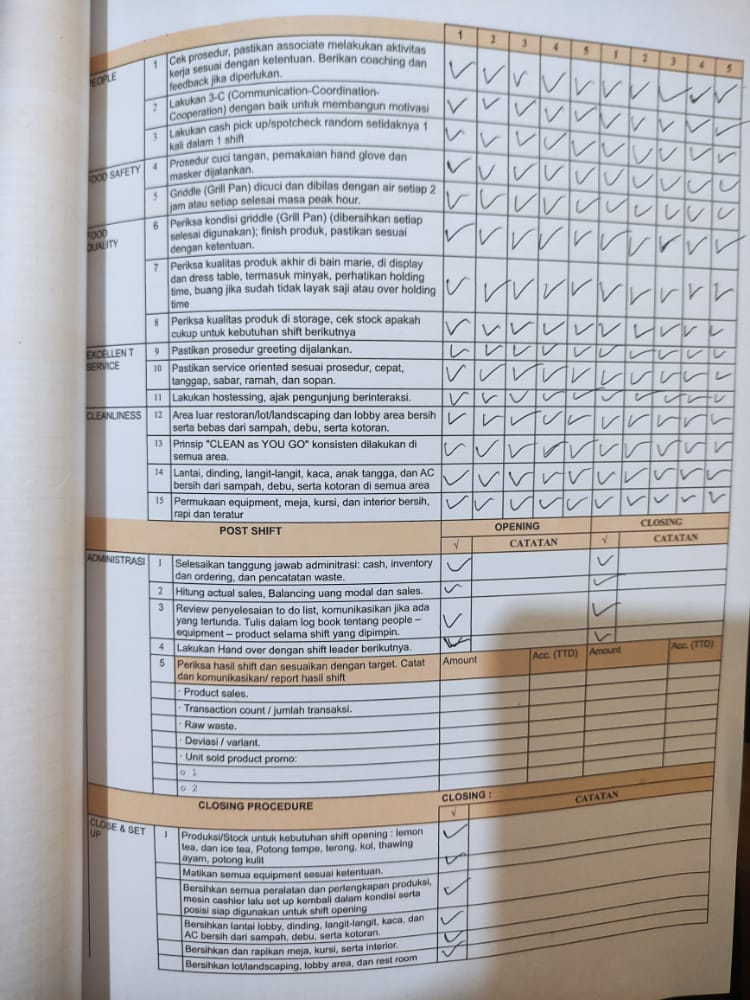 1 2 3 4 5 1 2 3 4 5
PEOPLE
1 Cek prosedur, pastikan associate melakukan aktivitas
kerja sesuai dengan ketentuan. Berikan coaching dan
feedback jika diperlukan.
✓ ✓ ✓ ✓ ✓ ✓ ✓ ✓ ✓ ✓
2 Lakukan 3-C (Communication-Coordination-
Cooperation) dengan baik untuk membangun motivasi
✓ ✓ ✓ ✓ ✓ ✓ ✓ ✓ ✓ ✓
3 Lakukan cash pick up/spotcheck random setidaknya 1
kali dalam 1 shift
✓ ✓ ✓ ✓ ✓ ✓ ✓ ✓ ✓ ✓
FOOD SAFETY
4 Prosedur cuci tangan, pemakaian hand glove dan
masker dijalankan.
✓ ✓ ✓ ✓ ✓ ✓ ✓ ✓ ✓ ✓
5 Griddle (Grill Pan) dicuci dan dibilas dengan air setiap 2
jam atau setiap selesai masa peak hour.
✓ ✓ ✓ ✓ ✓ ✓ ✓ ✓ ✓ ✓
FOOD
QUALITY
6 Periksa kondisi griddle (Grill Pan) (dibersihkan setiap
selesai digunakan); finish produk, pastikan sesuai
dengan ketentuan.
✓ ✓ ✓ ✓ ✓ ✓ ✓ ✓ ✓ ✓
7 Periksa kualitas produk akhir di bain marie, di display
dan dress table, termasuk minyak, perhatikan holding
time, buang jika sudah tidak layak saji atau over holding
time
✓ ✓ ✓ ✓ ✓ ✓ ✓ ✓ ✓ ✓
8 Periksa kualitas produk di storage, cek stock apakah
cukup untuk kebutuhan shift berikutnya
✓ ✓ ✓ ✓ ✓ ✓ ✓ ✓ ✓ ✓
EXCELLEN T
SERVICE
9 Pastikan prosedur greeting dijalankan.
✓ ✓ ✓ ✓ ✓ ✓ ✓ ✓ ✓ ✓
10 Pastikan service oriented sesuai prosedur, cepat,
tanggap, sabar, ramah, dan sopan.
✓ ✓ ✓ ✓ ✓ ✓ ✓ ✓ ✓ ✓
11 Lakukan hostessing, ajak pengunjung berinteraksi.
✓ ✓ ✓ ✓ ✓ ✓ ✓ ✓ ✓ ✓
CLEANLINESS
12 Area luar restoran/lot/landscaping dan lobby area bersih
serta bebas dari sampah, debu, serta kotoran.
✓ ✓ ✓ ✓ ✓ ✓ ✓ ✓ ✓ ✓
13 Prinsip "CLEAN as YOU GO" konsisten dilakukan di
semua area.
✓ ✓ ✓ ✓ ✓ ✓ ✓ ✓ ✓ ✓
14 Lantai, dinding, langit-langit, kaca, anak tangga, dan AC
bersih dari sampah, debu, serta kotoran di semua area
✓ ✓ ✓ ✓ ✓ ✓ ✓ ✓ ✓ ✓
15 Permukaan equipment, meja, kursi, dan interior bersih,
rapi dan teratur
✓ ✓ ✓ ✓ ✓ ✓ ✓ ✓ ✓ ✓
POST SHIFT OPENING CLOSING
√ CATATAN √ CATATAN
ADMINISTRASI
1 Selesaikan tanggung jawab adminitrasi: cash, inventory
dan ordering, dan pencatatan waste.
✓ ✓
2 Hitung actual sales, Balancing uang modal dan sales.
✓ ✓
3 Review penyelesaian to do list, komunikasikan jika ada
yang tertunda. Tulis dalam log book tentang people –
equipment – product selama shift yang dipimpin.
✓ ✓
4 Lakukan Hand over dengan shift leader berikutnya.
✓ ✓
5 Periksa hasil shift dan sesuaikan dengan target. Catat
dan komunikasikan/ report hasil shift
Amount Acc. (TTD) Amount Acc. (TTD)
· Product sales.
· Transaction count / jumlah transaksi.
· Raw waste.
· Deviasi / variant.
· Unit sold product promo:
o 1
o 2
CLOSING PROCEDURE CLOSING :
√ CATATAN
CLOSE & SET
UP
1 Produksi/Stock untuk kebutuhan shift opening : lemon
tea, dan ice tea, Potong tempe, terong, kol, thawing
ayam, potong kulit
✓
Matikan semua equipment sesuai ketentuan.
✓
Bersihkan semua peralatan dan perlengkapan produksi,
mesin cashier lalu set up kembali dalam kondisi serta
posisi siap digunakan untuk shift opening
✓
Bersihkan lantai lobby, dinding, langit-langit, kaca, dan
AC bersih dari sampah, debu, serta kotoran.
✓
Bersihkan dan rapikan meja, kursi, serta interior.
✓
Bersihkan lot/landscaping, lobby area, dan rest room
✓